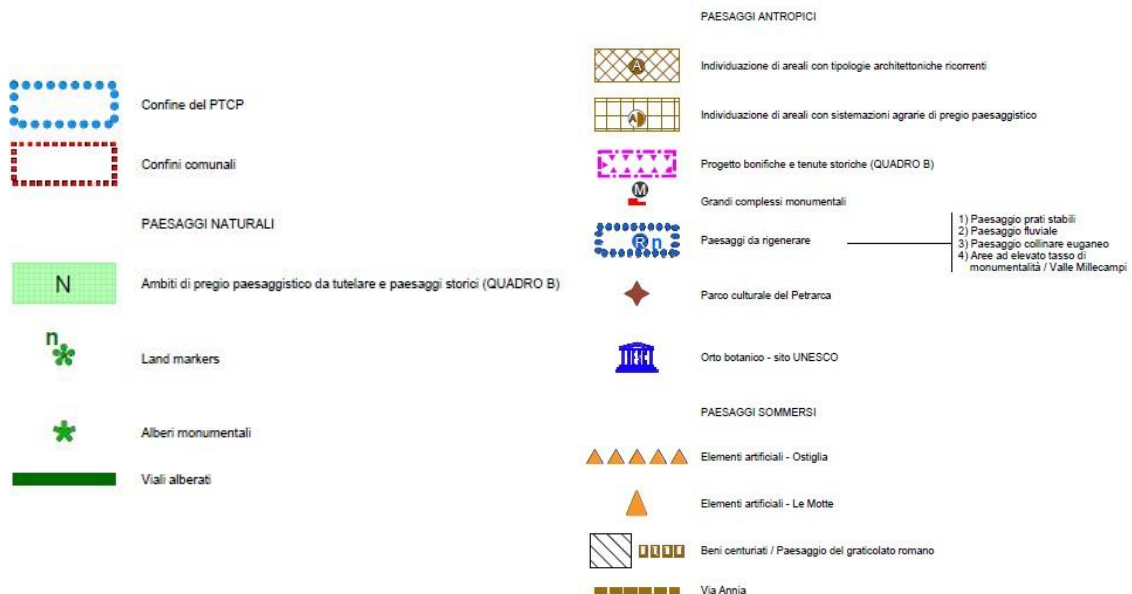 Confine del PTCP
Confini comunali
PAESAGGI NATURALI
N
Ambiti di pregio paesaggistico da tutelare e paesaggi storici (QUADRO B)
n
Land markers
Alberi monumentali
Viali alberati
PAESAGGI ANTROPICI
A
Individuazione di areali con tipologie architettoniche ricorrenti
A
Individuazione di areali con sistemazioni agrarie di pregio paesaggistico
Progetto bonifiche e tenute storiche (QUADRO B)
M
Grandi complessi monumentali
R n
Paesaggi da rigenerare
1) Paesaggio prati stabili
2) Paesaggio fluviale
3) Paesaggio collinare euganeo
4) Aree ad elevato tasso di
monumentalità / Valle Millecampi
Parco culturale del Petrarca
Orto botanico - sito UNESCO
PAESAGGI SOMMERSI
Elementi artificiali - Ostiglia
Elementi artificiali - Le Motte
Beni centuriati / Paesaggio del graticolato romano
Via Annia